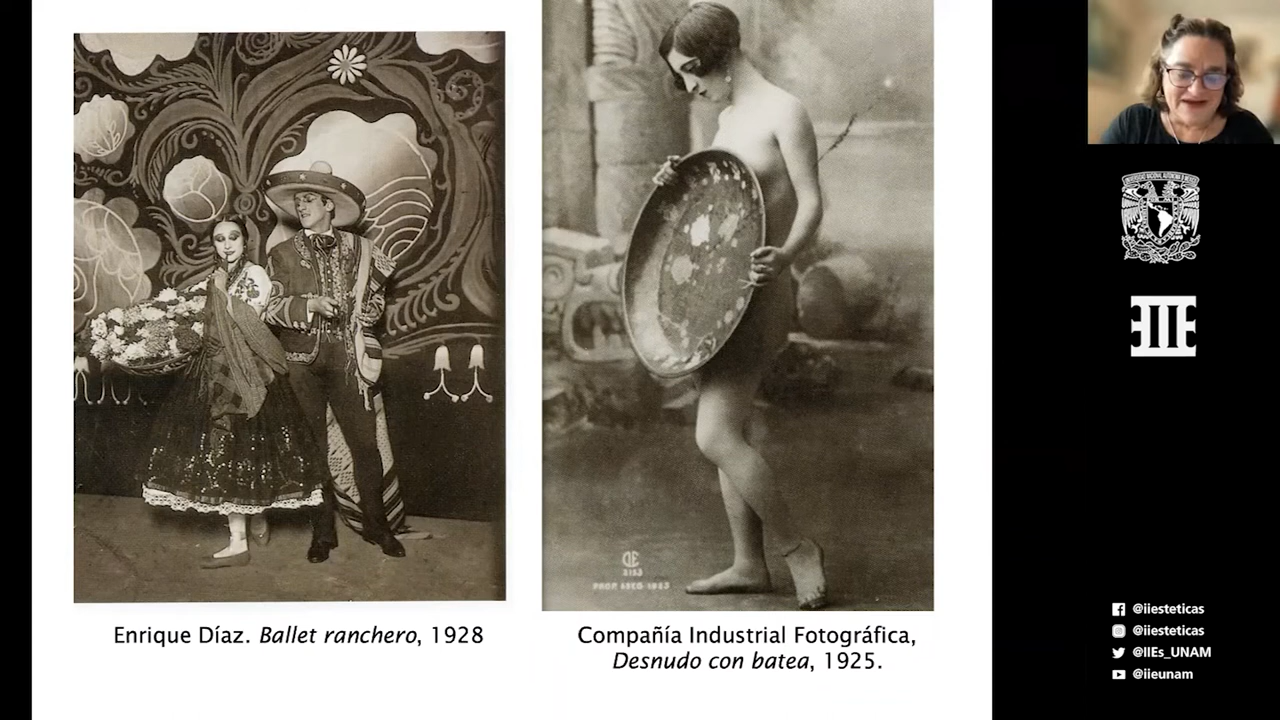 Enrique Díaz. Ballet ranchero, 1928
Compañía Industrial Fotográfica,
Desnudo con batea, 1925.
@iiesteticas
@iiesteticas
@IIEs_UNAM
@iieunam